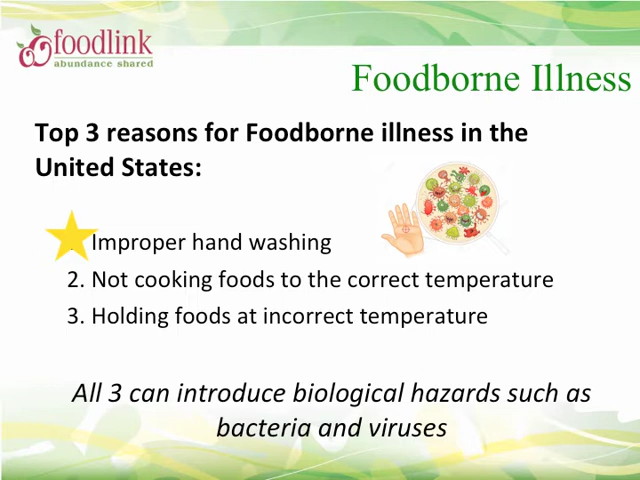 foodlink
abundance shared
Foodborne Illness
Top 3 reasons for Foodborne illness in the
United States:
Improper hand washing
2. Not cooking foods to the correct temperature
3. Holding foods at incorrect temperature
All 3 can introduce biological hazards such as
bacteria and viruses